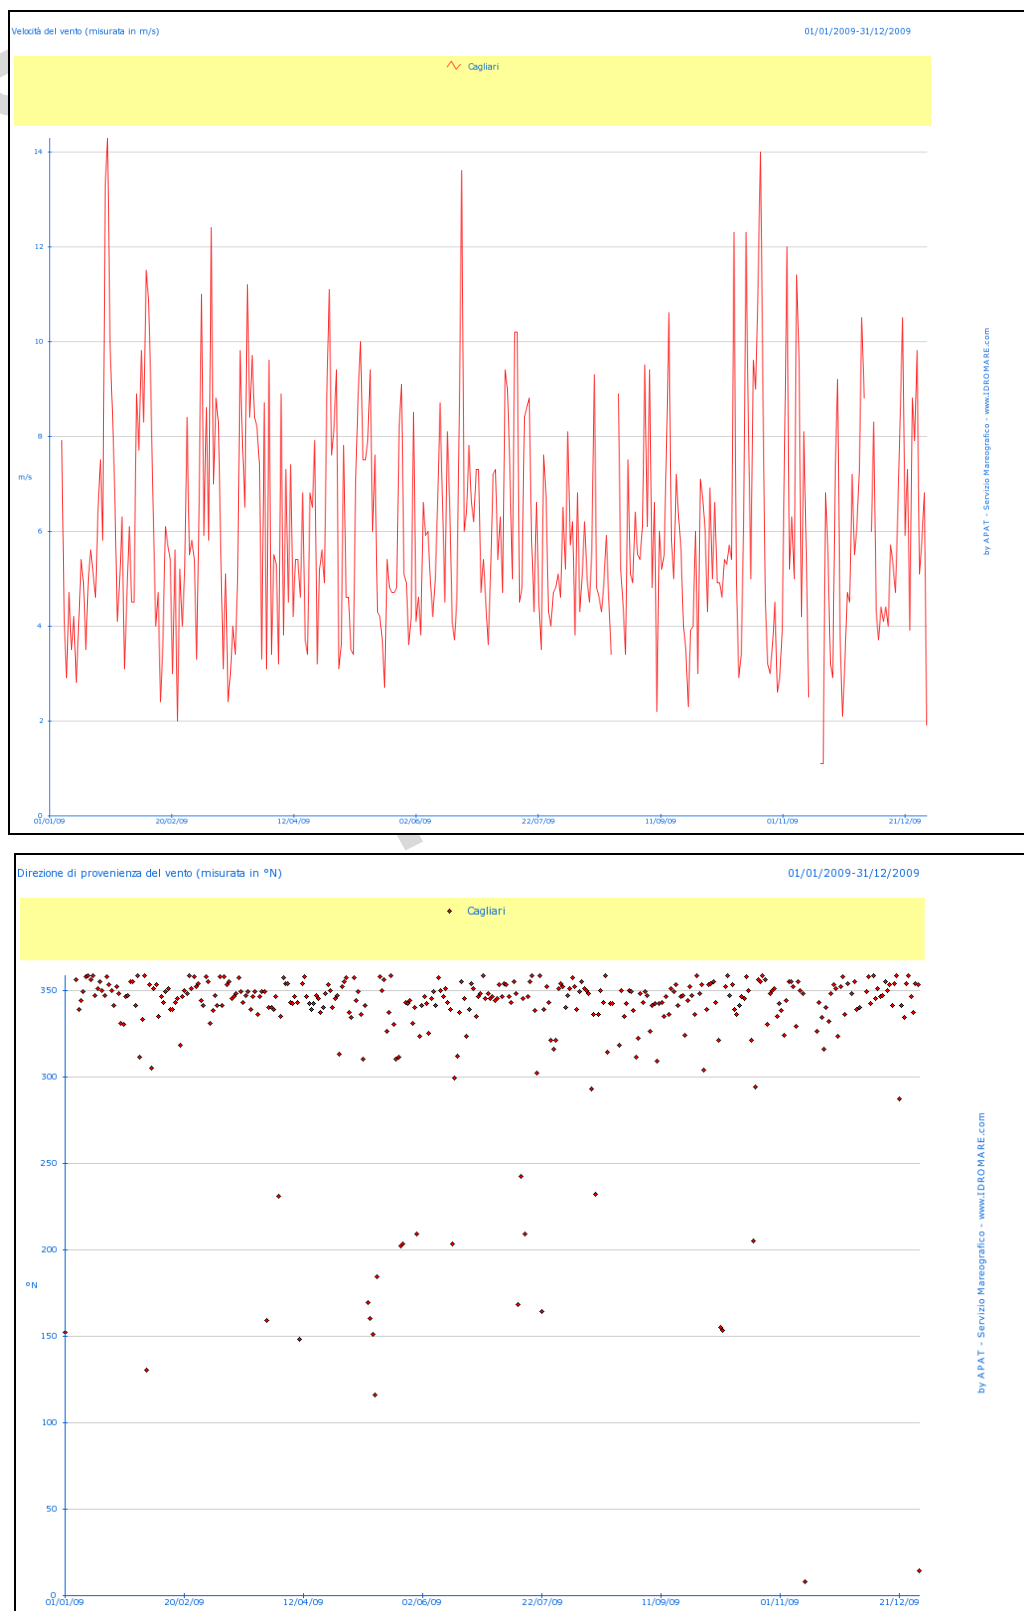 Velocità del vento (misurata in m/s) 01/01/2009-31/12/2009
Cagliari
14
12
10
8
m/s
6
4
2
0
01/01/09 20/02/09 12/04/09 02/06/09 22/07/09 11/09/09 01/11/09 21/12/09
by APAT - Servizio Mareografico - www.IDROMARE.com
Direzione di provenienza del vento (misurata in °N) 01/01/2009-31/12/2009
Cagliari
350
300
250
200
°N
150
100
50
0
01/01/09 20/02/09 12/04/09 02/06/09 22/07/09 11/09/09 01/11/09 21/12/09
by APAT - Servizio Mareografico - www.IDROMARE.com